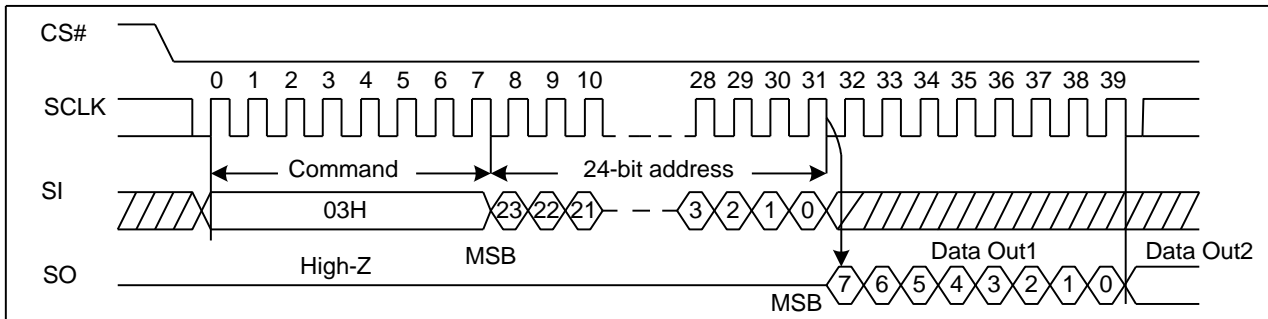 CS#
0 1 2 3 4 5 6 7 8 9 10 28 29 30 31 32 33 34 35 36 37 38 39
SCLK
Command 24-bit address
SI
03H 23 22 21 3 2 1 0
MSB Data Out1 Data Out2
High-Z
SO
7 6 5 4 3 2 1 0
MSB